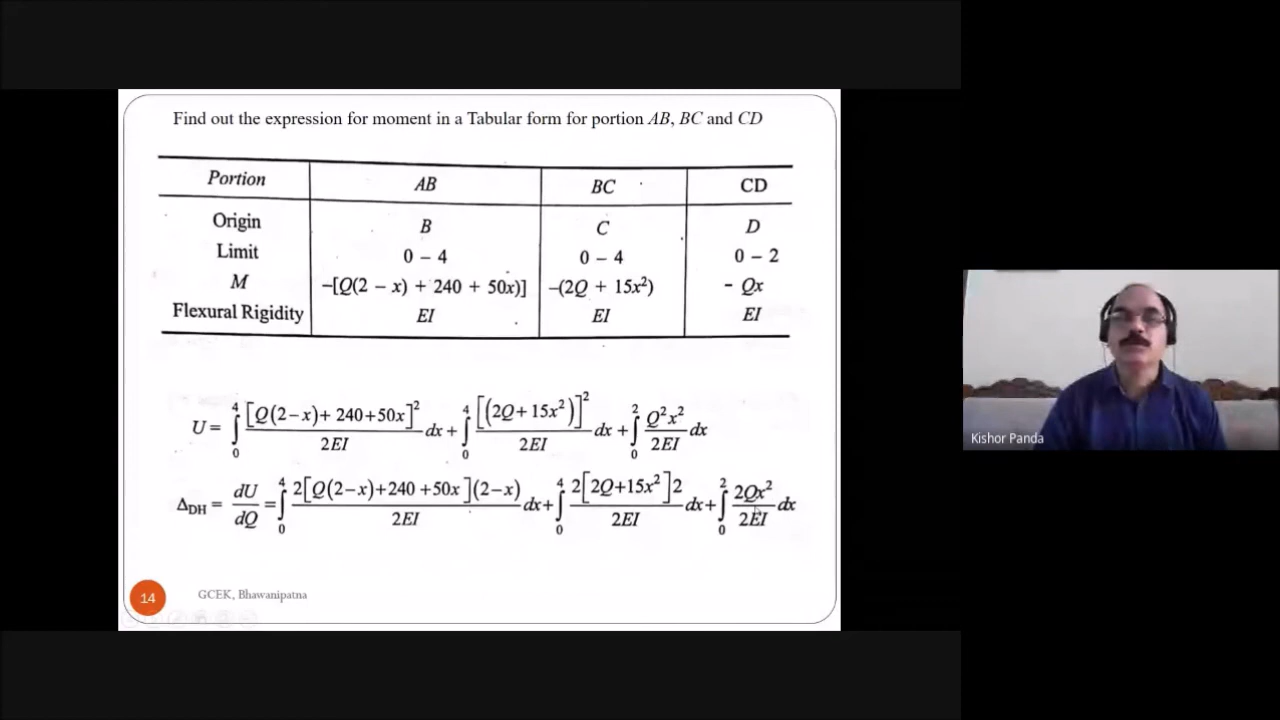 Find out the expression for moment in a Tabular form for portion AB, BC and CD
Portion AB BC CD
Origin B C D
Limit 0 – 4 0 – 4 0 – 2
M –[Q(2 – x) + 240 + 50x)] –(2Q + 15x²) - Qx
Flexural Rigidity EI EI EI
U = ∫₀⁴ [Q(2–x)+ 240+50x]²/2EI dx + ∫₀⁴ [(2Q+ 15x²)]²/2EI dx + ∫₀² Q²x²/2EI dx
Δ_DH = dU/dQ = ∫₀⁴ 2[Q(2–x)+240 +50x](2–x)/2EI dx + ∫₀⁴ 2[2Q+15x²]2/2EI dx + ∫₀² 2Qx²/2EI dx
14 GCEK, Bhawanipatna
Kishor Panda